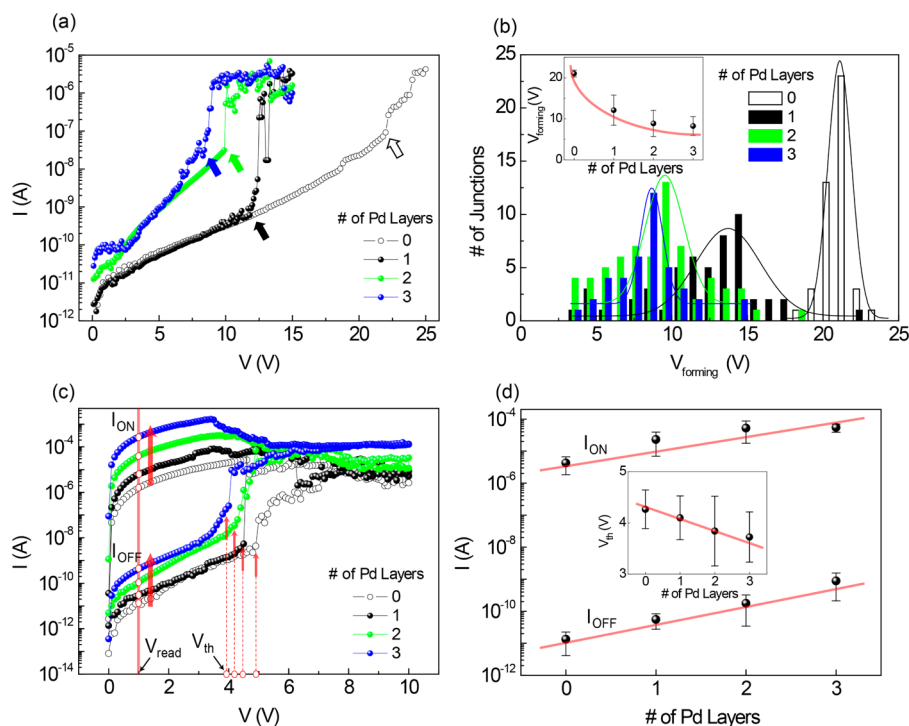 (a)
10^-5
10^-6
10^-7
10^-8
10^-9
10^-10
10^-11
10^-12
I (A)
# of Pd Layers
0
1
2
3
0 5 10 15 20 25
V (V)
(b)
25
20
15
10
5
0
# of Junctions
V_forming (V)
20
10
0
0 1 2 3
# of Pd Layers
# of Pd Layers
0
1
2
3
5 10 15 20 25
V_forming (V)
(c)
10^-4
10^-6
10^-8
10^-10
10^-12
10^-14
I (A)
I_ON
I_OFF
V_read
V_th
# of Pd Layers
0
1
2
3
0 2 4 6 8 10
V (V)
(d)
10^-4
10^-6
10^-8
10^-10
10^-12
I (A)
I_ON
5
4
3
V_th (V)
0 1 2 3
# of Pd Layers
I_OFF
0 1 2 3
# of Pd Layers